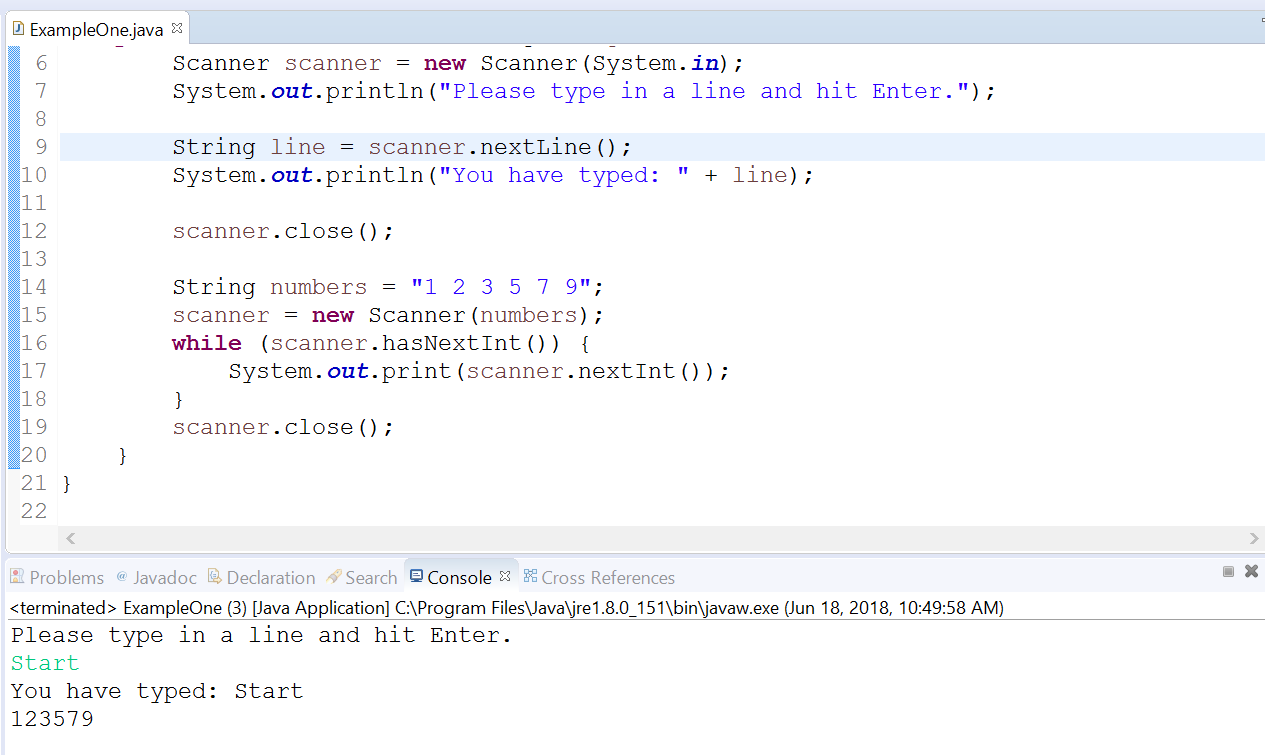 ExampleOne.java
6 Scanner scanner = new Scanner(System.in);
7 System.out.println("Please type in a line and hit Enter.");
8
9 String line = scanner.nextLine();
10 System.out.println("You have typed: " + line);
11
12 scanner.close();
13
14 String numbers = "1 2 3 5 7 9";
15 scanner = new Scanner(numbers);
16 while (scanner.hasNextInt()) {
17 System.out.print(scanner.nextInt());
18 }
19 scanner.close();
20 }
21 }
22
Problems @ Javadoc Declaration Search Console Cross References
<terminated> ExampleOne (3) [Java Application] C:\Program Files\Java\jre1.8.0_151\bin\javaw.exe (Jun 18, 2018, 10:49:58 AM)
Please type in a line and hit Enter.
Start
You have typed: Start
123579